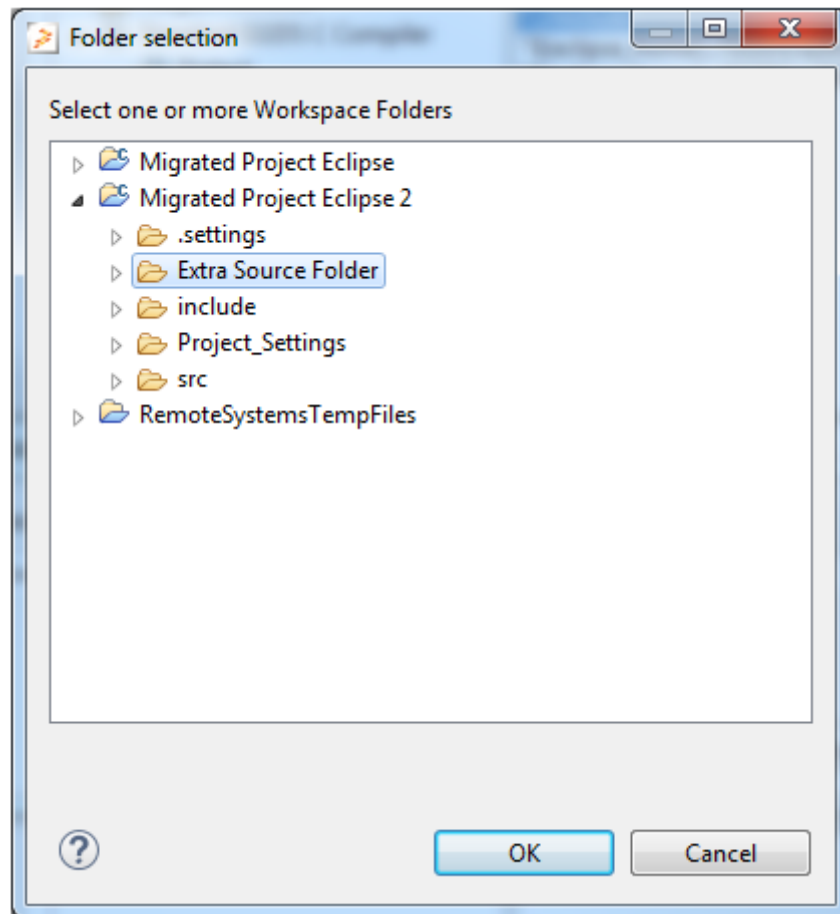 Folder selection
Select one or more Workspace Folders
Migrated Project Eclipse
Migrated Project Eclipse 2
.settings
Extra Source Folder
include
Project_Settings
src
RemoteSystemsTempFiles
OK
Cancel